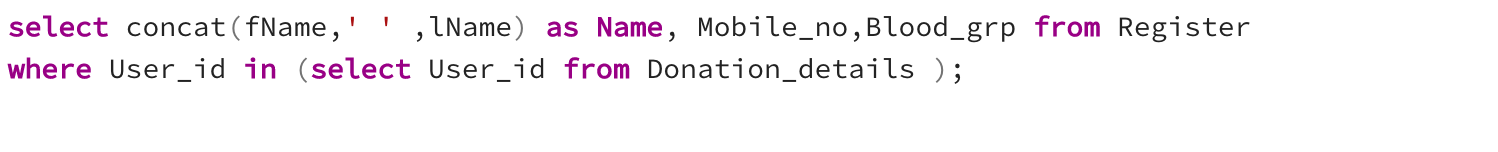 select concat(fName,' ' ,lName) as Name, Mobile_no,Blood_grp from Register
where User_id in (select User_id from Donation_details );